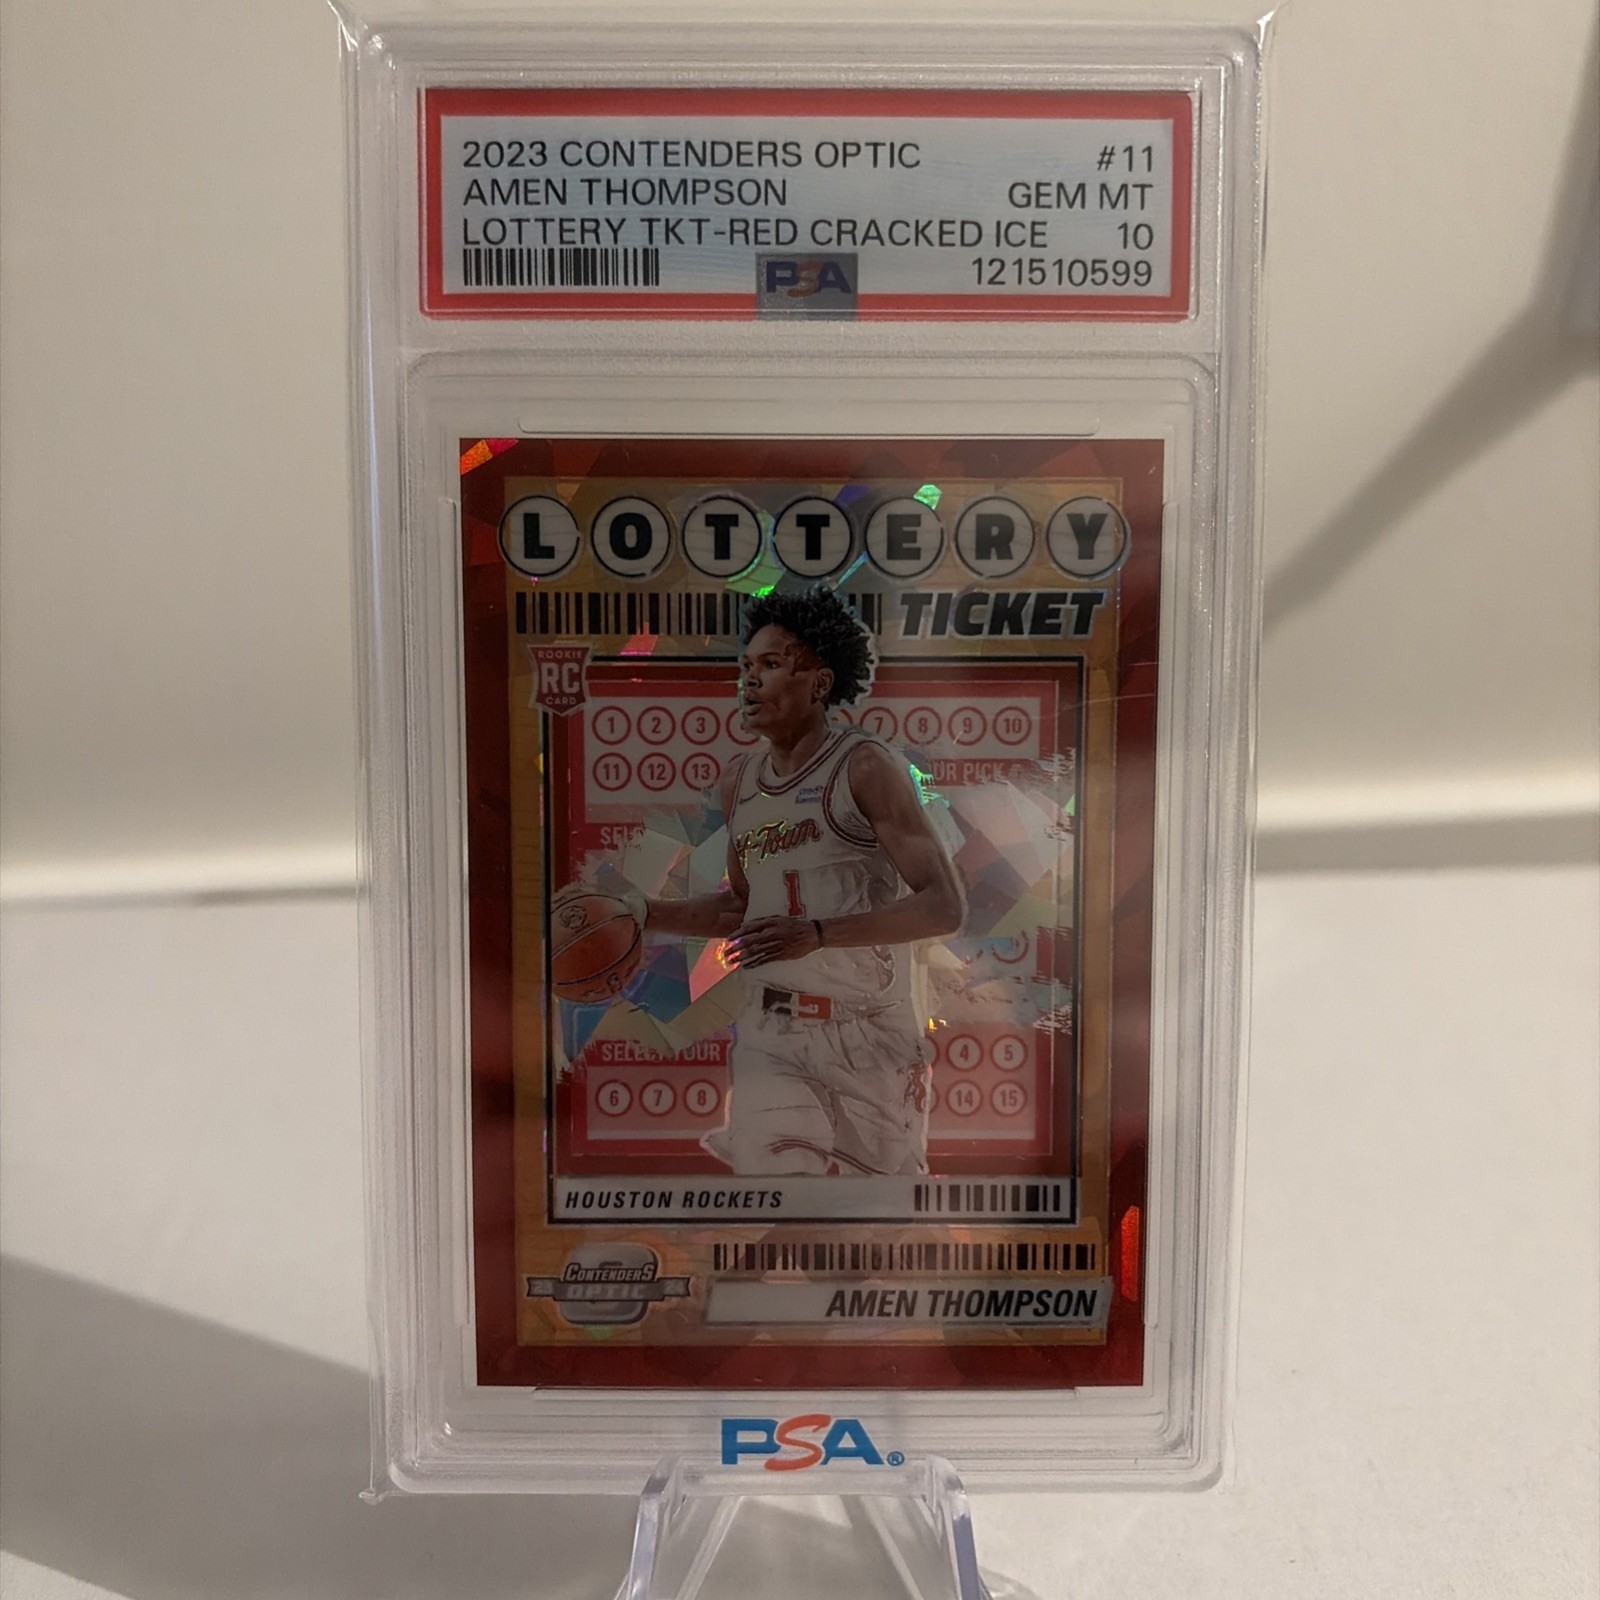 2023 CONTENDERS OPTIC #11
AMEN THOMPSON GEM MT
LOTTERY TKT-RED CRACKED ICE 10
121510599
PSA
LOTTERY
TICKET
ROOKIE
RC
CARD
1 2 3 7 8 9 10
11 12 13 UR PICK
H-Town
1
SELECT YOUR 4 5
6 7 8 14 15
HOUSTON ROCKETS
CONTENDERS
OPTIC
AMEN THOMPSON
PSA®